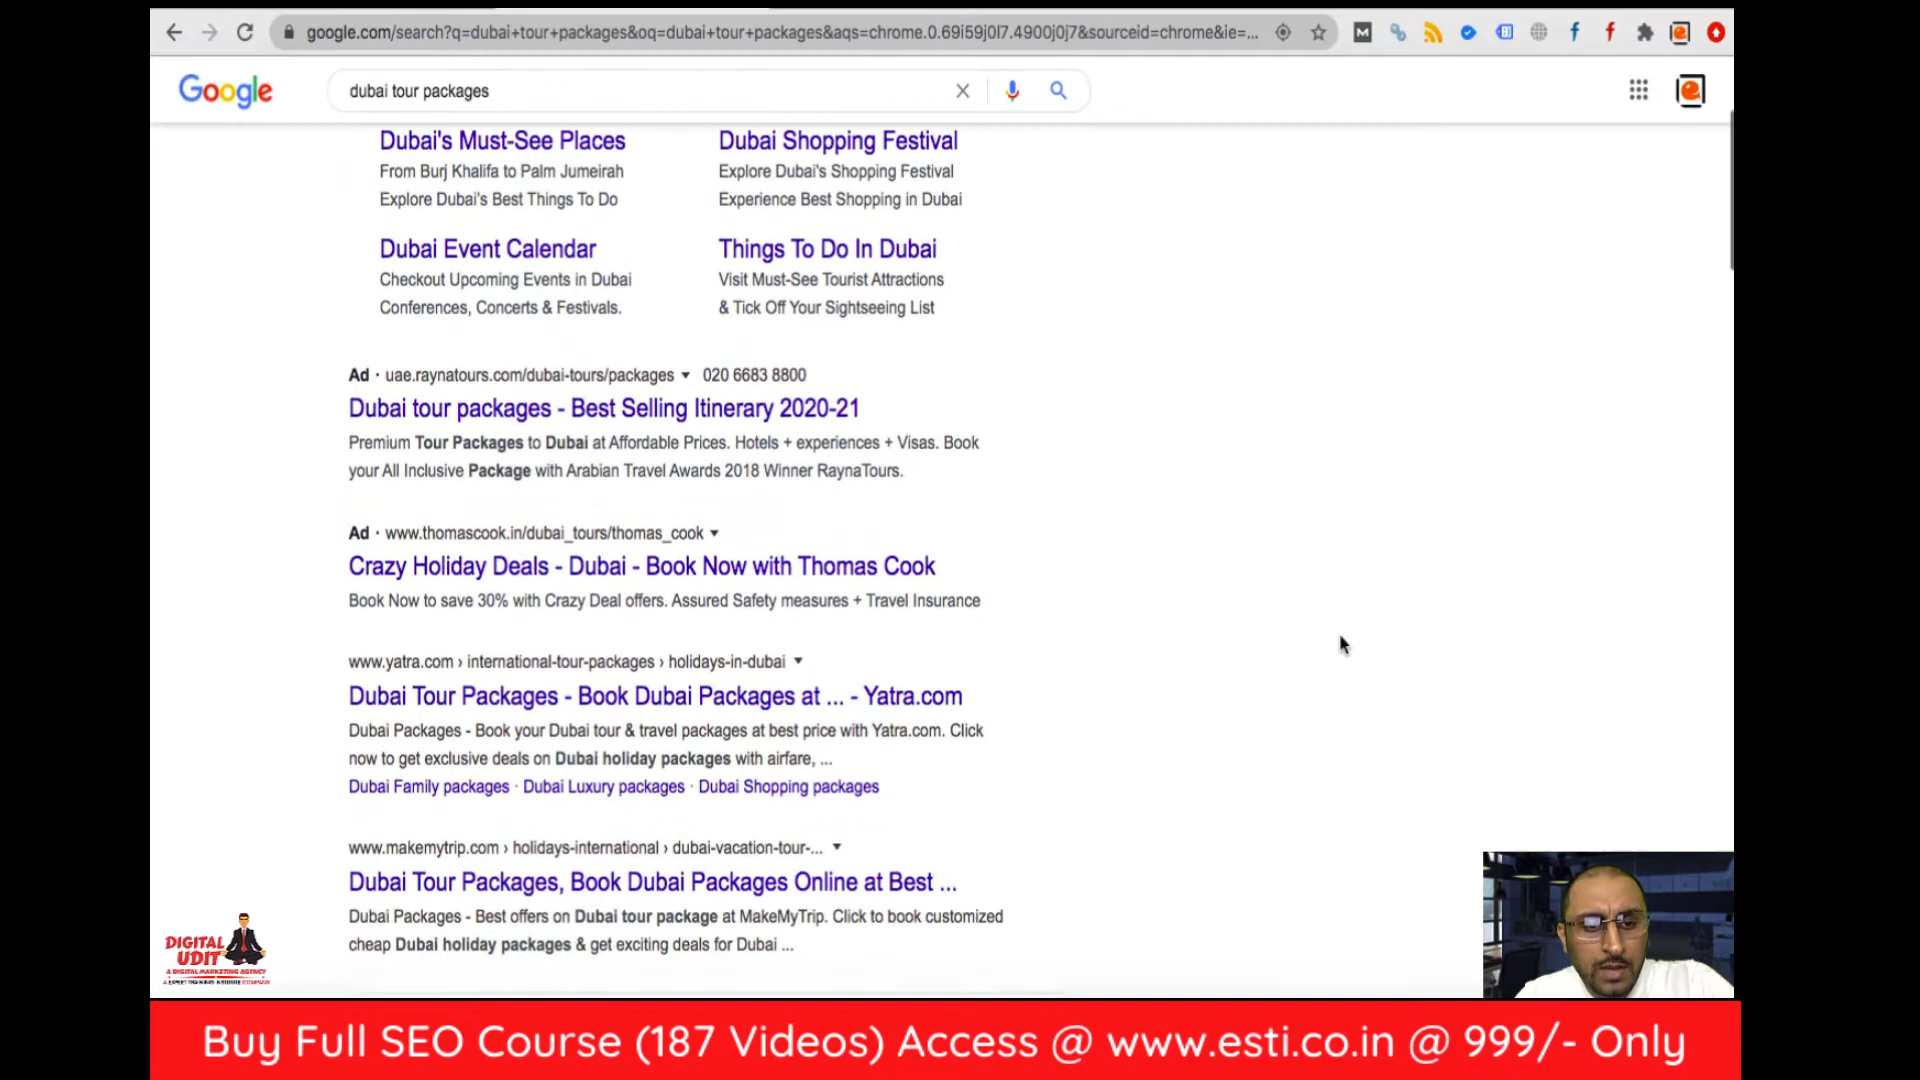 google.com/search?q=dubai+tour+packages&oq=dubai+tour+packages&aqs=chrome.0.69i59j0l7.4900j0j7&sourceid=chrome&ie=...
Google
dubai tour packages
Dubai's Must-See Places
From Burj Khalifa to Palm Jumeirah
Explore Dubai's Best Things To Do
Dubai Shopping Festival
Explore Dubai's Shopping Festival
Experience Best Shopping in Dubai
Dubai Event Calendar
Checkout Upcoming Events in Dubai
Conferences, Concerts & Festivals.
Things To Do In Dubai
Visit Must-See Tourist Attractions
& Tick Off Your Sightseeing List
Ad · uae.raynatours.com/dubai-tours/packages ▾ 020 6683 8800
Dubai tour packages - Best Selling Itinerary 2020-21
Premium Tour Packages to Dubai at Affordable Prices. Hotels + experiences + Visas. Book
your All Inclusive Package with Arabian Travel Awards 2018 Winner RaynaTours.
Ad · www.thomascook.in/dubai_tours/thomas_cook ▾
Crazy Holiday Deals - Dubai - Book Now with Thomas Cook
Book Now to save 30% with Crazy Deal offers. Assured Safety measures + Travel Insurance
www.yatra.com › international-tour-packages › holidays-in-dubai ▾
Dubai Tour Packages - Book Dubai Packages at ... - Yatra.com
Dubai Packages - Book your Dubai tour & travel packages at best price with Yatra.com. Click
now to get exclusive deals on Dubai holiday packages with airfare, ...
Dubai Family packages · Dubai Luxury packages · Dubai Shopping packages
www.makemytrip.com › holidays-international › dubai-vacation-tour-... ▾
Dubai Tour Packages, Book Dubai Packages Online at Best ...
Dubai Packages - Best offers on Dubai tour package at MakeMyTrip. Click to book customized
cheap Dubai holiday packages & get exciting deals for Dubai ...
DIGITAL
UDIT
A DIGITAL MARKETING AGENCY
A EXPERT TRAINING INSTITUTE COMPANY
Buy Full SEO Course (187 Videos) Access @ www.esti.co.in @ 999/- Only